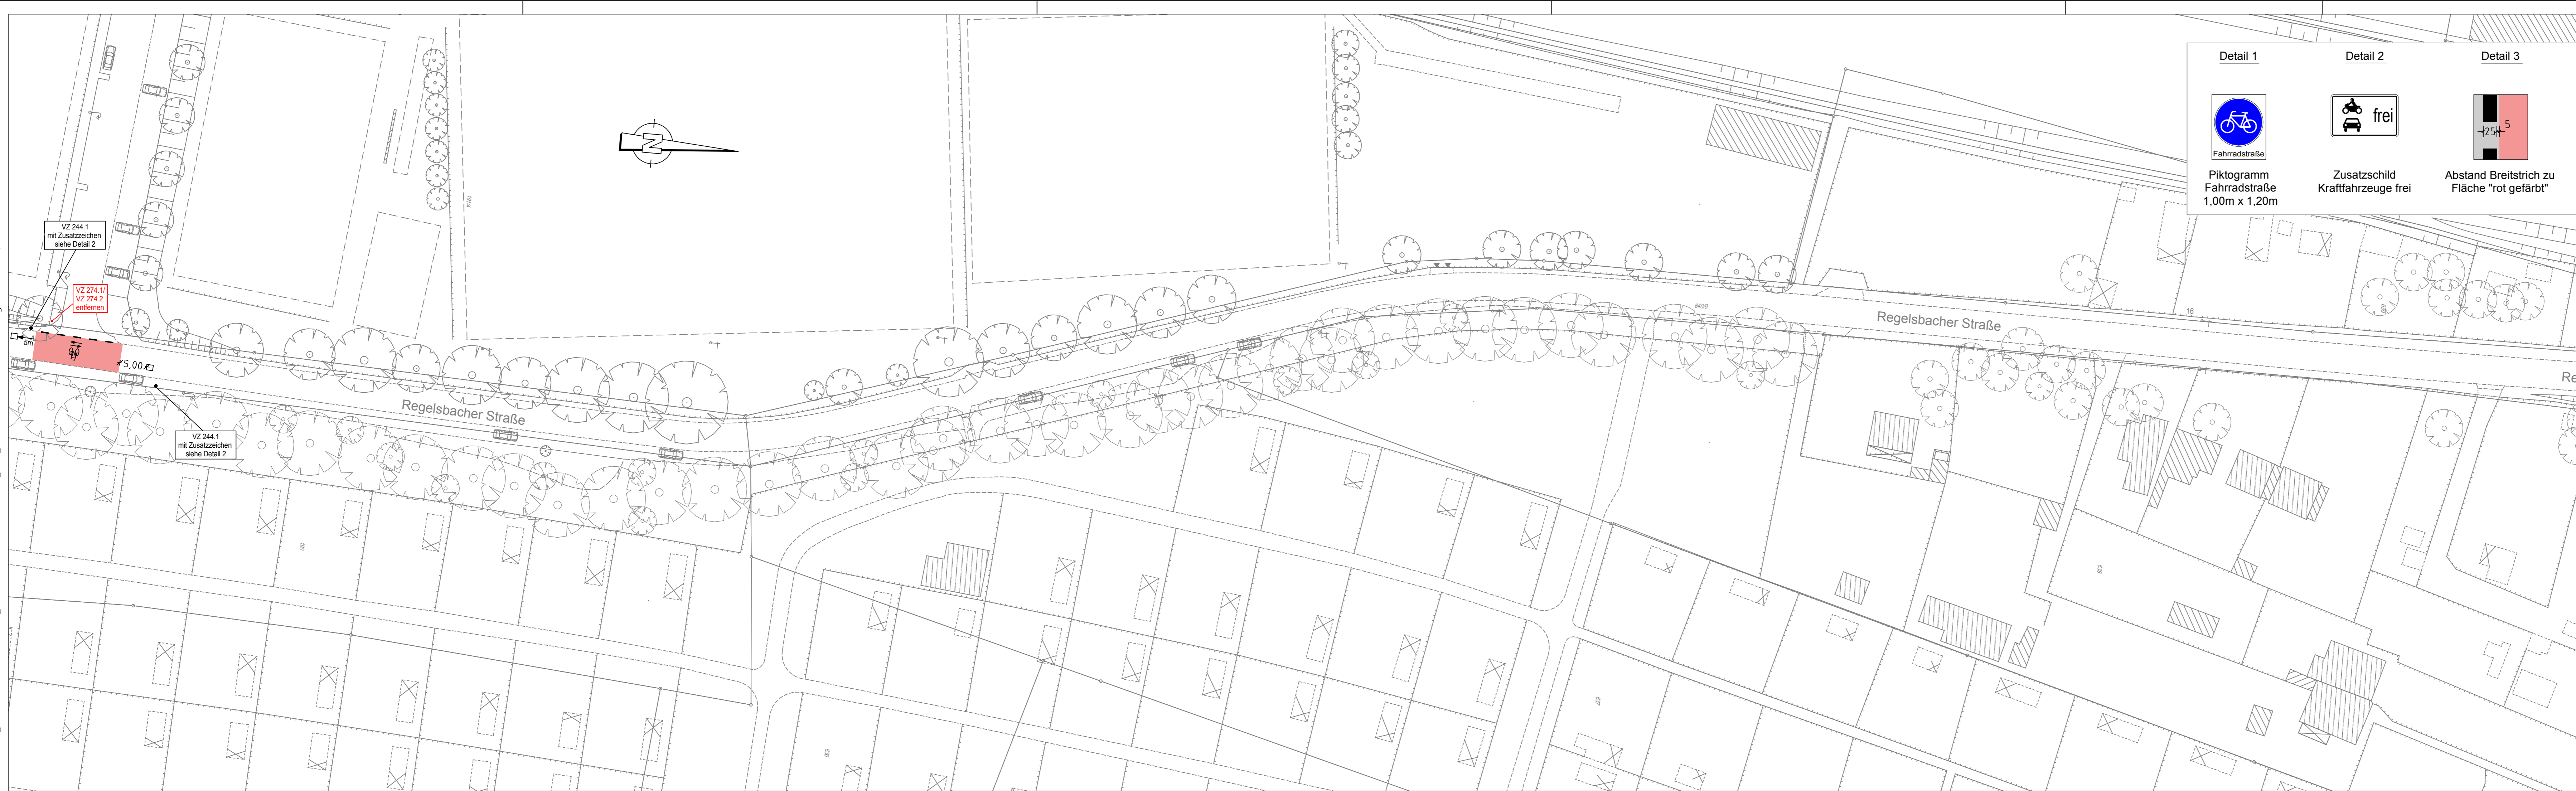 Detail 1
Detail 2
Detail 3
Fahrradstraße
frei
25
5
Piktogramm
Fahrradstraße
1,00m x 1,20m
Zusatzschild
Kraftfahrzeuge frei
Abstand Breitstrich zu
Fläche "rot gefärbt"
N
VZ 244.1
mit Zusatzzeichen
siehe Detail 2
VZ 274.1/
VZ 274.2
entfernen
5m
5,00
VZ 244.1
mit Zusatzzeichen
siehe Detail 2
Regelsbacher Straße
Regelsbacher Straße
16
Re